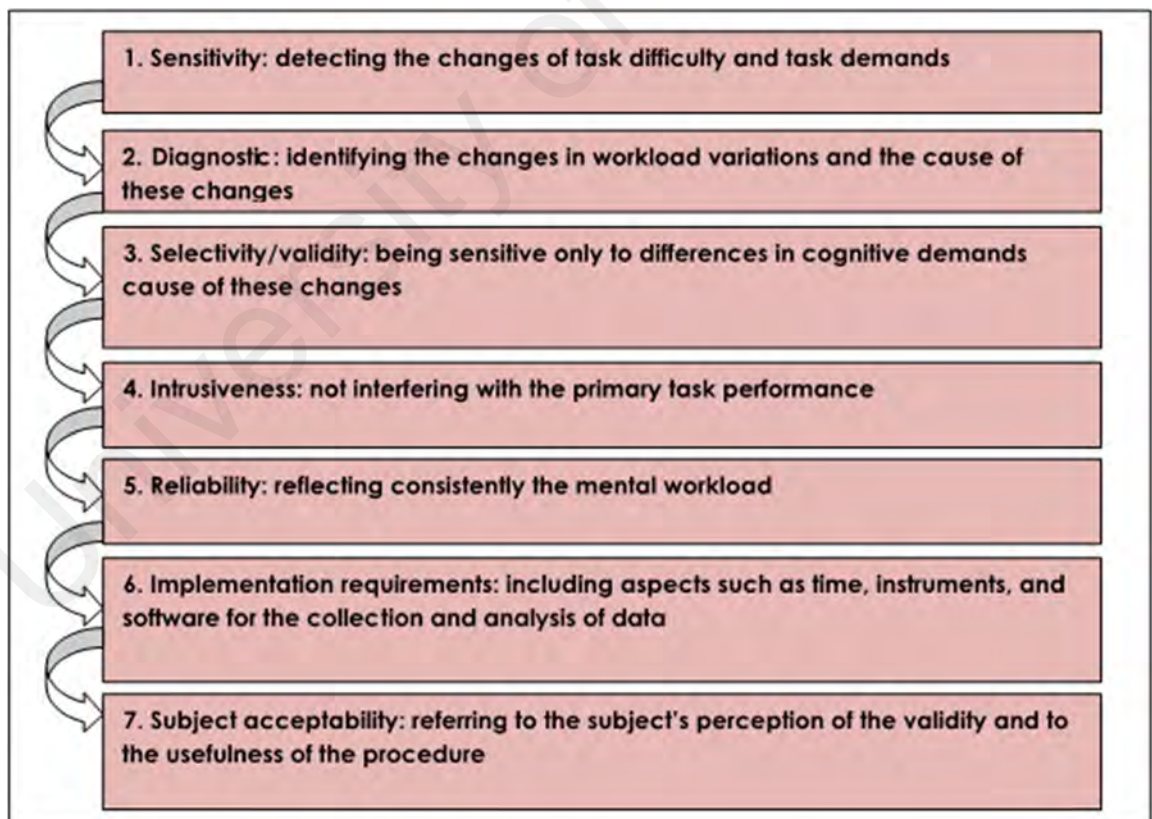 1. Sensitivity: detecting the changes of task difficulty and task demands
2. Diagnostic: identifying the changes in workload variations and the cause of
these changes
3. Selectivity/validity: being sensitive only to differences in cognitive demands
cause of these changes
4. Intrusiveness: not interfering with the primary task performance
5. Reliability: reflecting consistently the mental workload
6. Implementation requirements: including aspects such as time, instruments, and
software for the collection and analysis of data
7. Subject acceptability: referring to the subject's perception of the validity and to
the usefulness of the procedure
University of